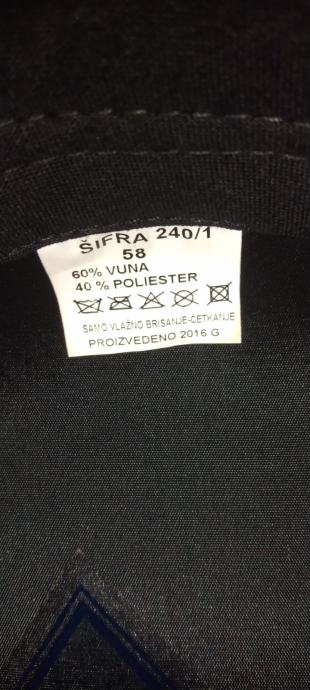 ŠIFRA 240/1
58
60% VUNA
40 % POLIESTER
SAMO VLAŽNO BRISANJE-ČETKANJE
PROIZVEDENO 2016 G